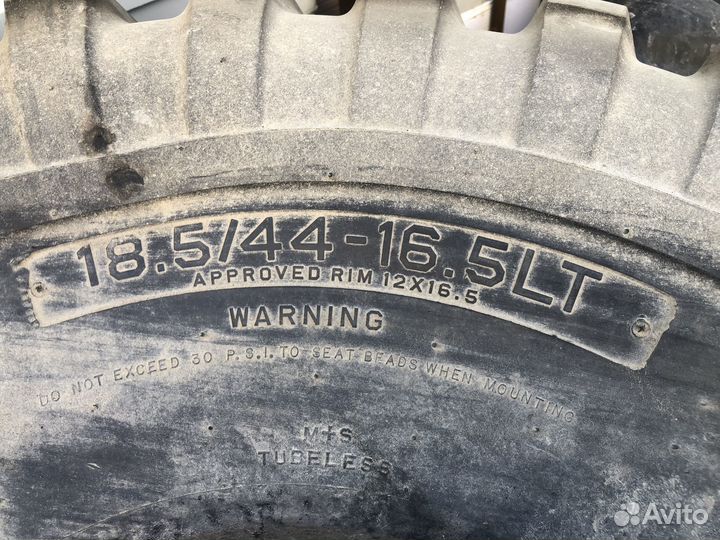 18.5/44-16.5LT
APPROVED RIM 12X16.5
WARNING
DO NOT EXCEED 30 P.S.I. TO SEAT BEADS WHEN MOUNTING
M+S
TUBELESS
Avito